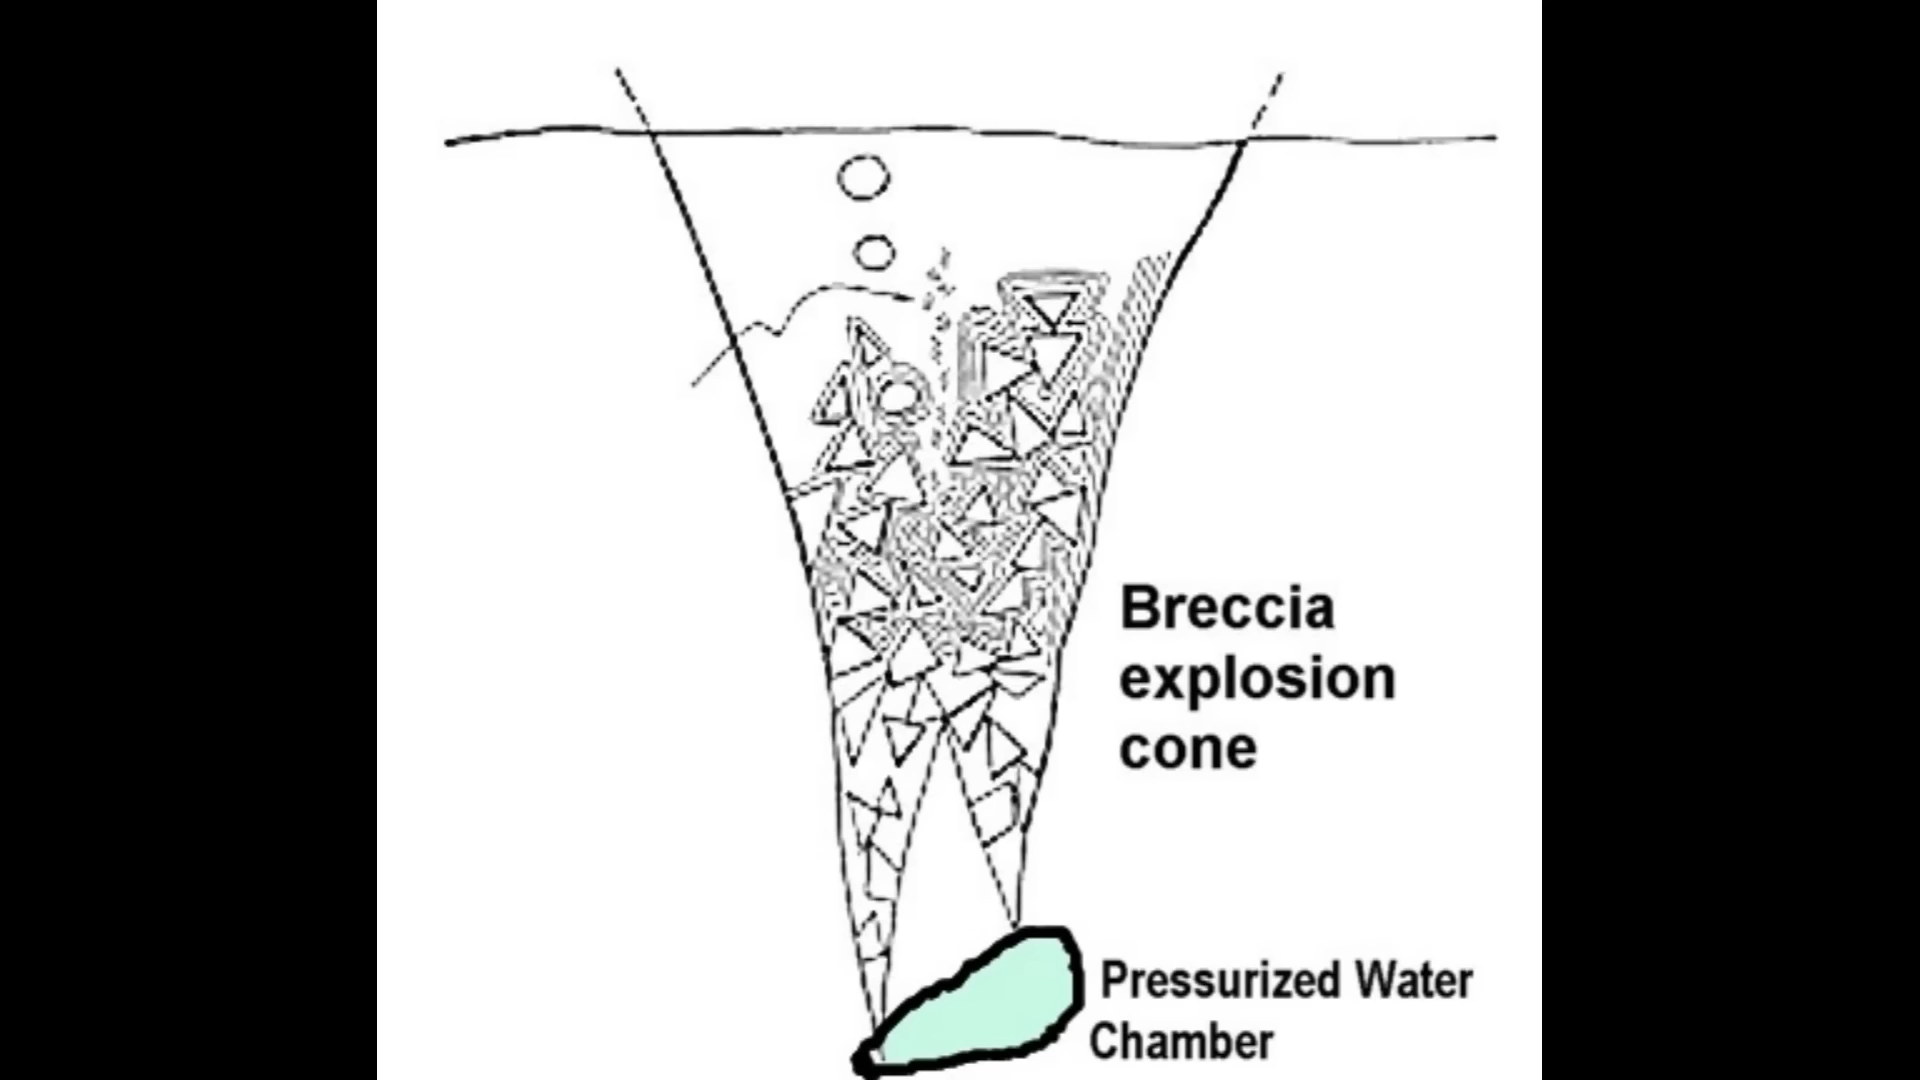 Breccia
explosion
cone
Pressurized Water
Chamber